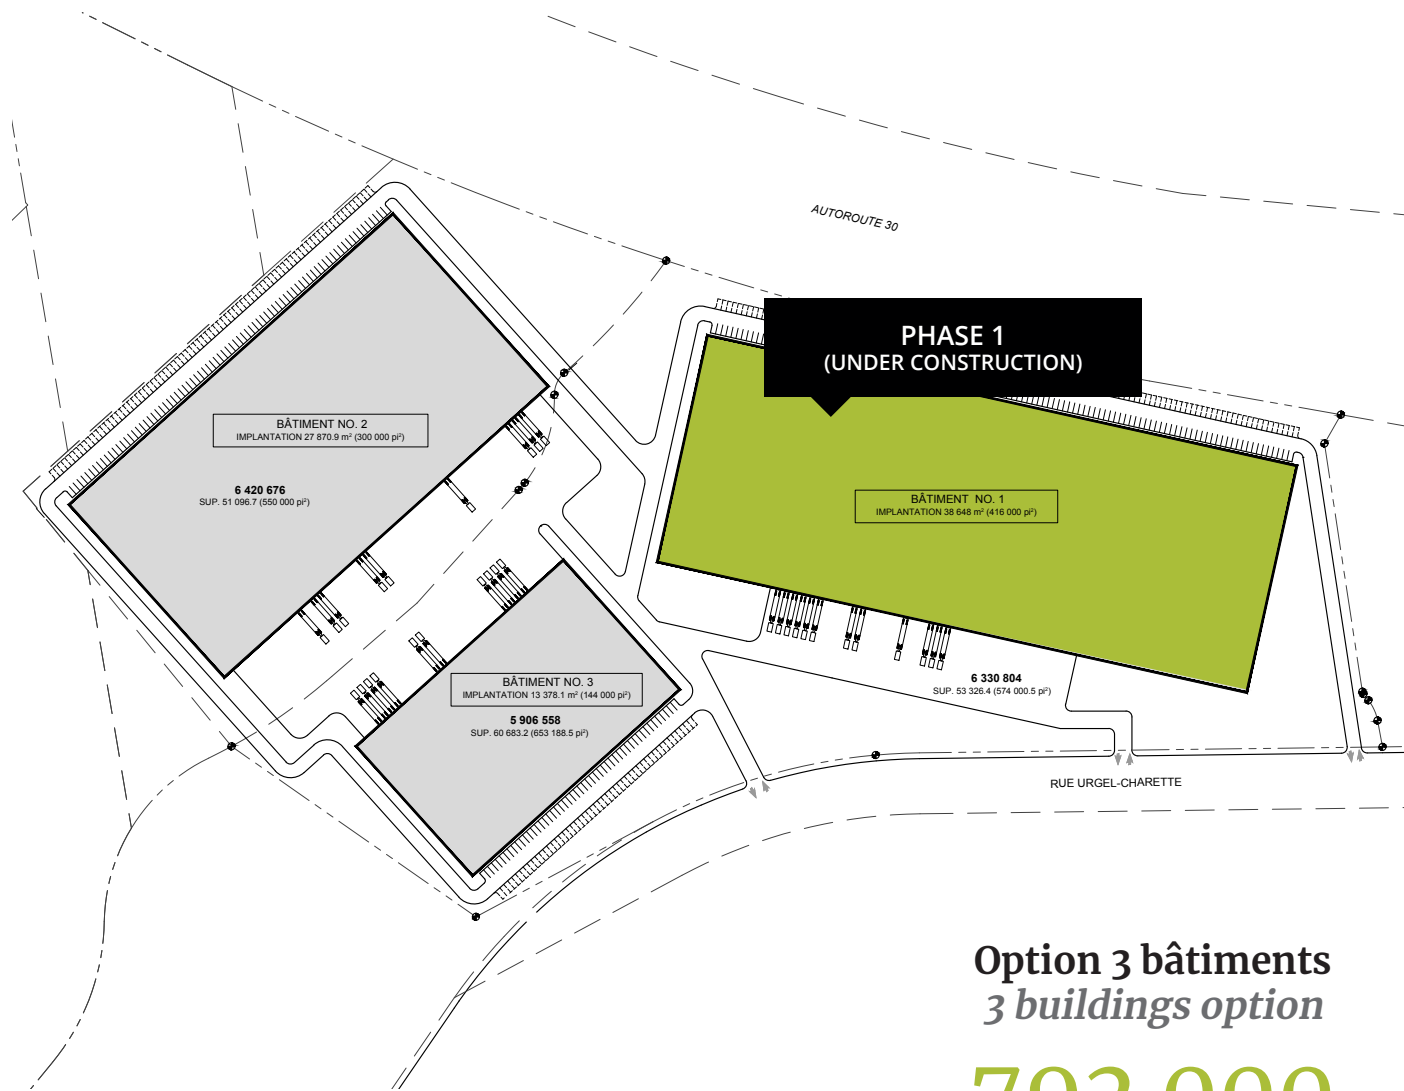 AUTOROUTE 30
PHASE 1
(UNDER CONSTRUCTION)
BÂTIMENT NO. 2
IMPLANTATION 27 870.9 m² (300 000 pi²)
6 420 676
SUP. 51 096.7 (550 000 pi²)
BÂTIMENT NO. 1
IMPLANTATION 38 648 m² (416 000 pi²)
BÂTIMENT NO. 3
IMPLANTATION 13 378.1 m² (144 000 pi²)
5 906 558
SUP. 60 683.2 (653 188.5 pi²)
6 330 804
SUP. 53 326.4 (574 000.5 pi²)
RUE URGEL-CHARETTE
Option 3 bâtiments
3 buildings option